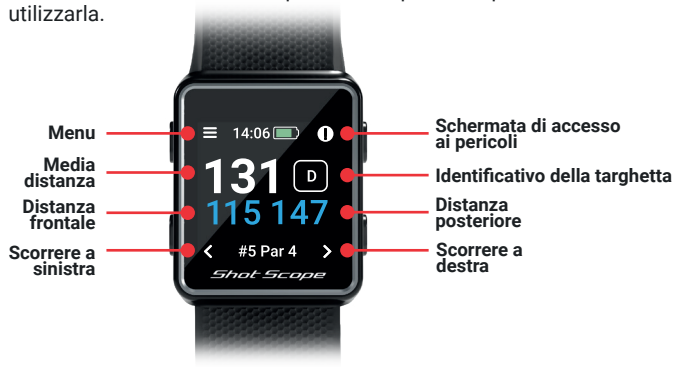 utilizzarla.
Menu
Media
distanza
Distanza
frontale
Scorrere a
sinistra
14:06
131 D
115 147
#5 Par 4
Shot Scope
Schermata di accesso
ai pericoli
Identificativo della targhetta
Distanza
posteriore
Scorrere a
destra